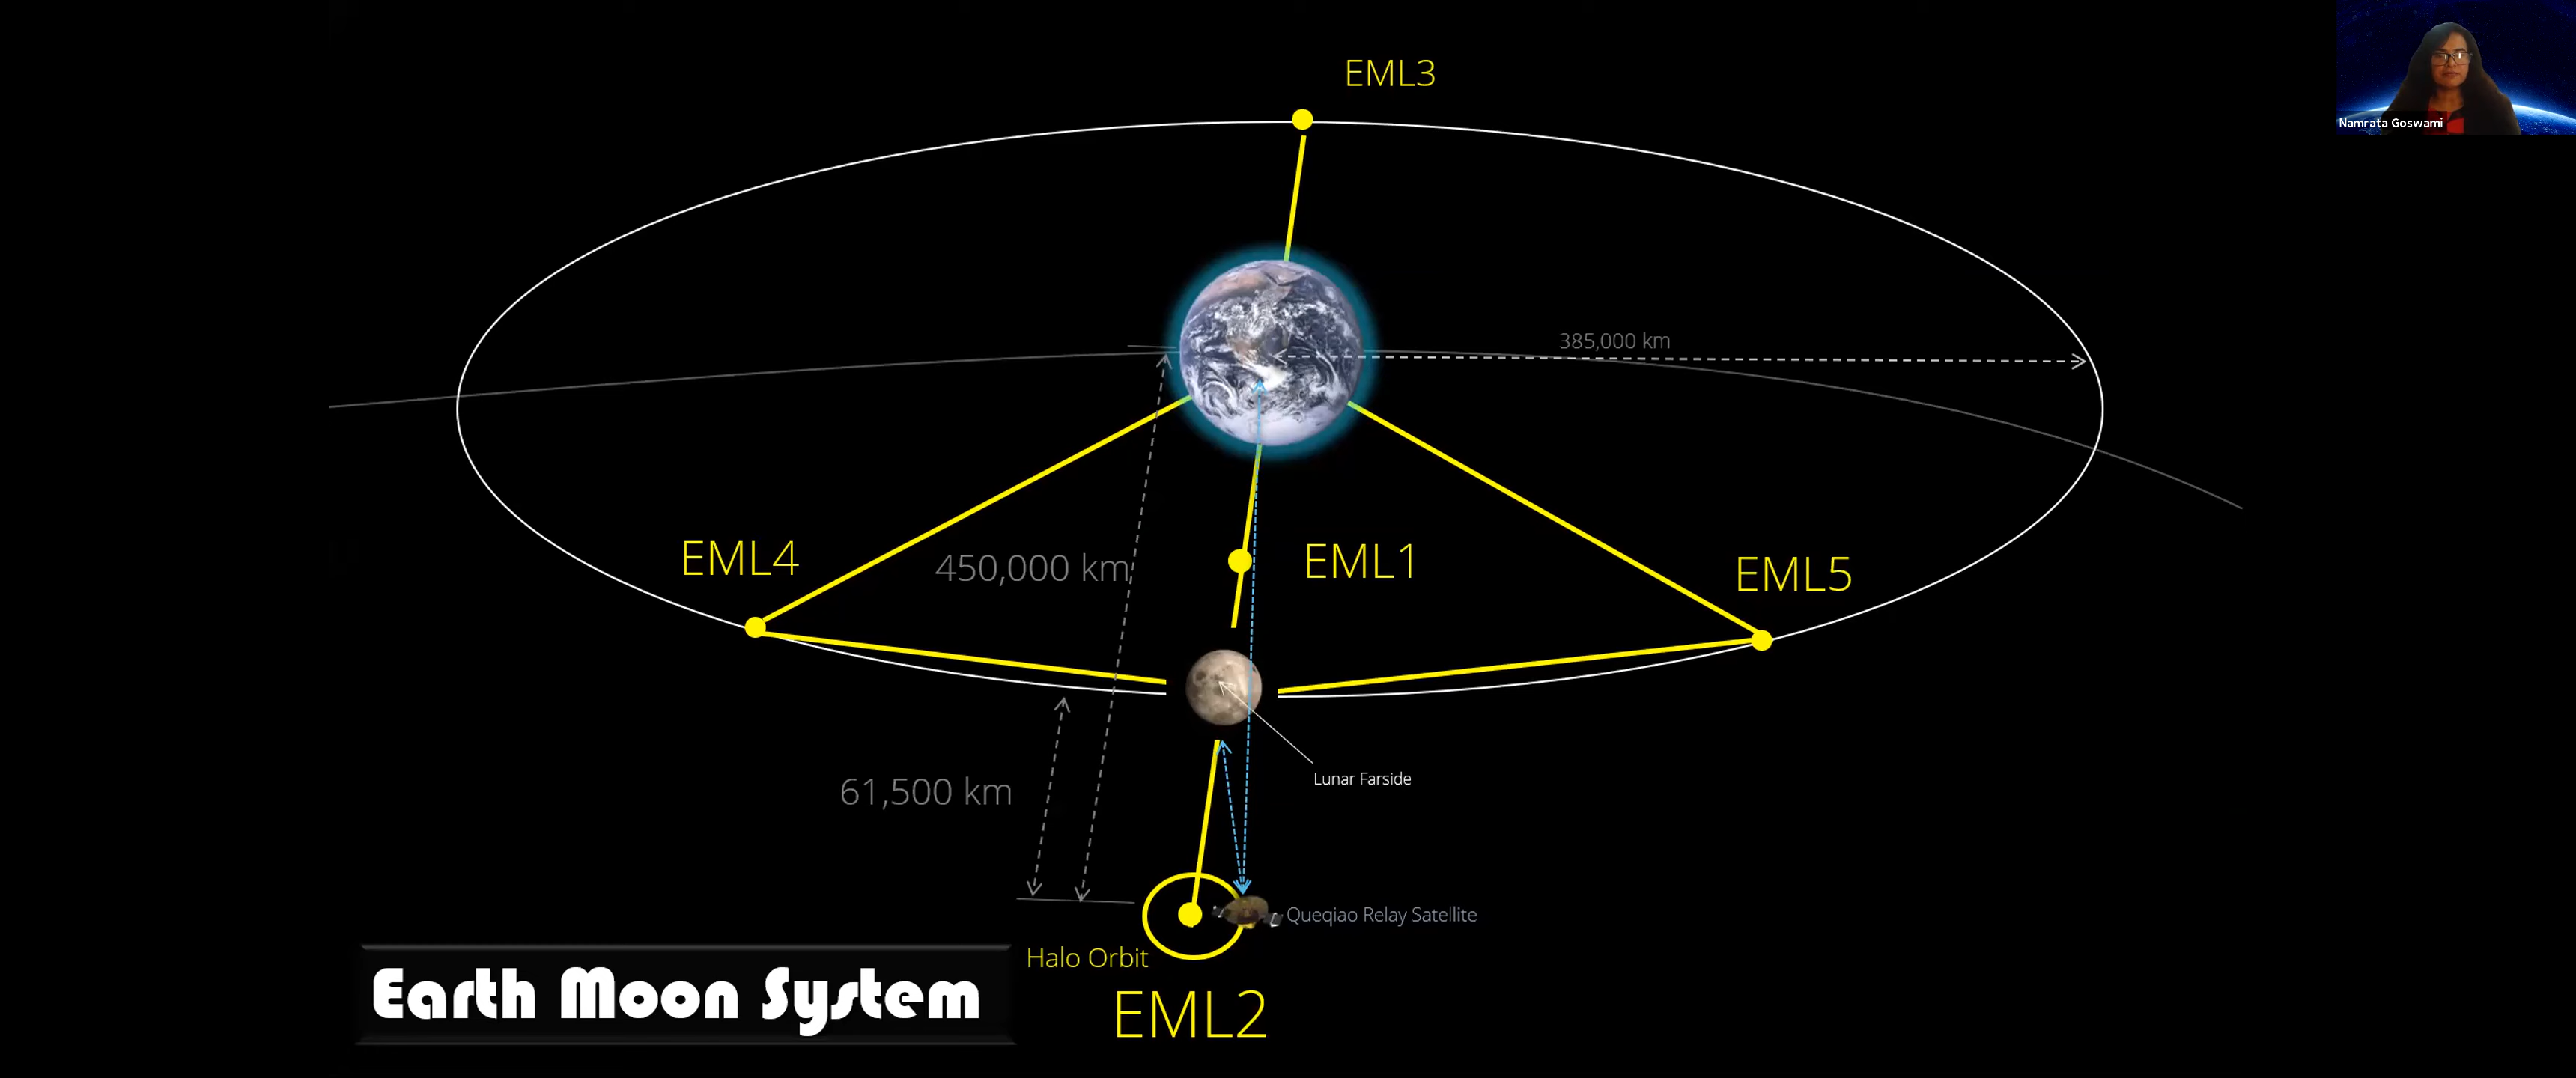 EML3
Namrata Goswami
385,000 km
EML4
450,000 km
EML1
EML5
61,500 km
Lunar Farside
Queqiao Relay Satellite
Halo Orbit
Earth Moon System
EML2